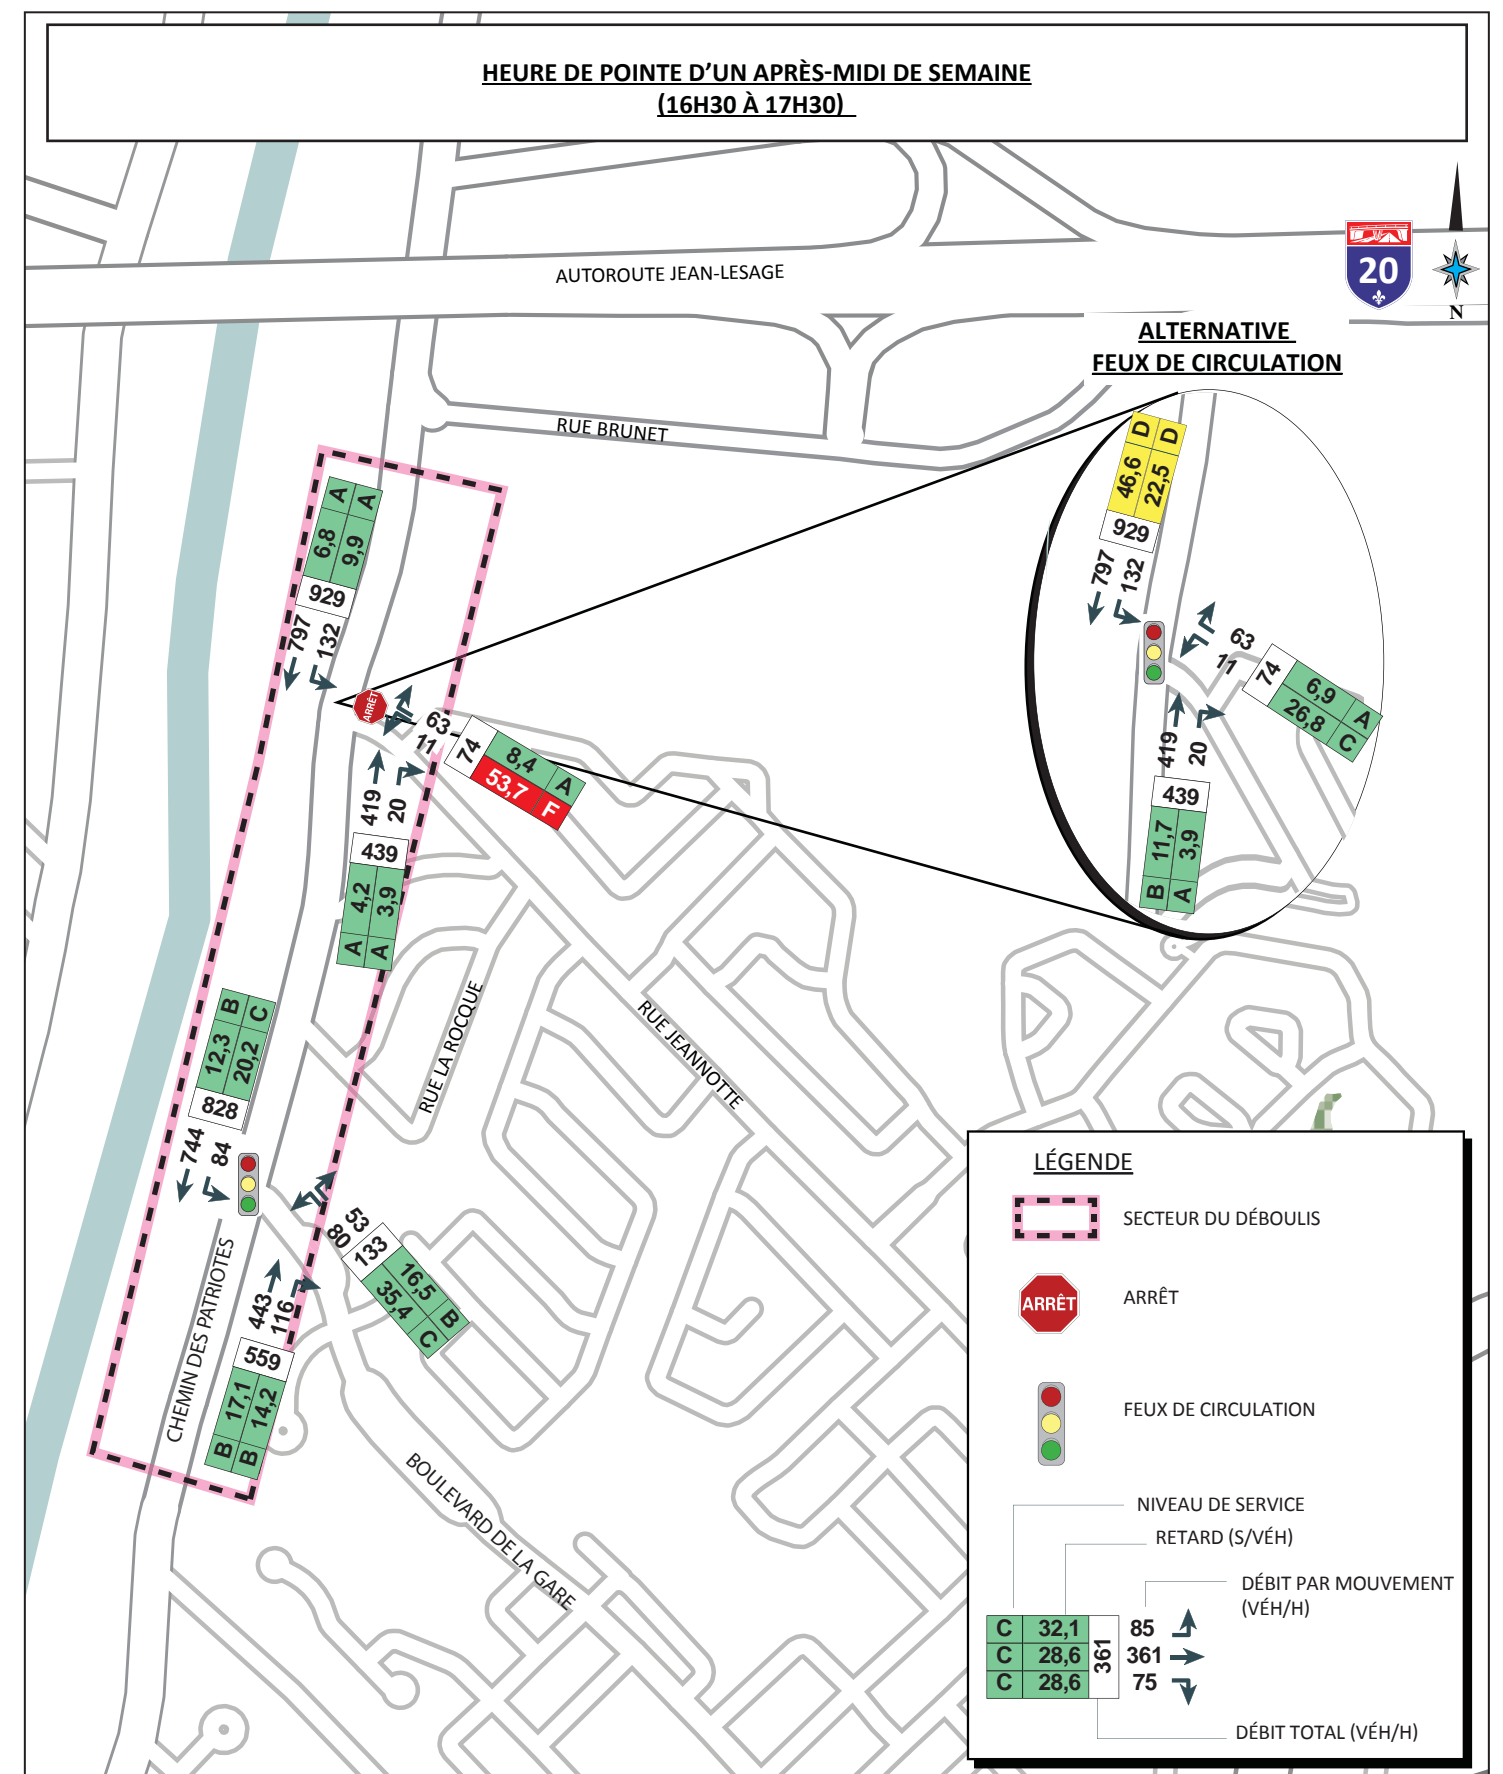 HEURE DE POINTE D'UN APRÈS-MIDI DE SEMAINE
(16H30 À 17H30)
AUTOROUTE JEAN-LESAGE
20
N
ALTERNATIVE
FEUX DE CIRCULATION
RUE BRUNET
46,6 D
22,5 D
929
797
132
63
11
74
6,9 A
26,8 C
419
20
439
B 11,7
A 3,9
6,8 A
9,9 A
929
797
132
ARRÊT
63
11
74
8,4 A
53,7 F
419
20
439
A 4,2
A 3,9
RUE LA ROCQUE
RUE JEANNOTTE
12,3 B
20,2 C
828
744
84
53
80
133
16,5 B
35,4 C
443
116
559
B 17,1
B 14,2
CHEMIN DES PATRIOTES
BOULEVARD DE LA GARE
LÉGENDE
SECTEUR DU DÉBOULIS
ARRÊT
ARRÊT
FEUX DE CIRCULATION
NIVEAU DE SERVICE
RETARD (S/VÉH)
DÉBIT PAR MOUVEMENT
(VÉH/H)
C 32,1 85
C 28,6 361 361
C 28,6 75
DÉBIT TOTAL (VÉH/H)